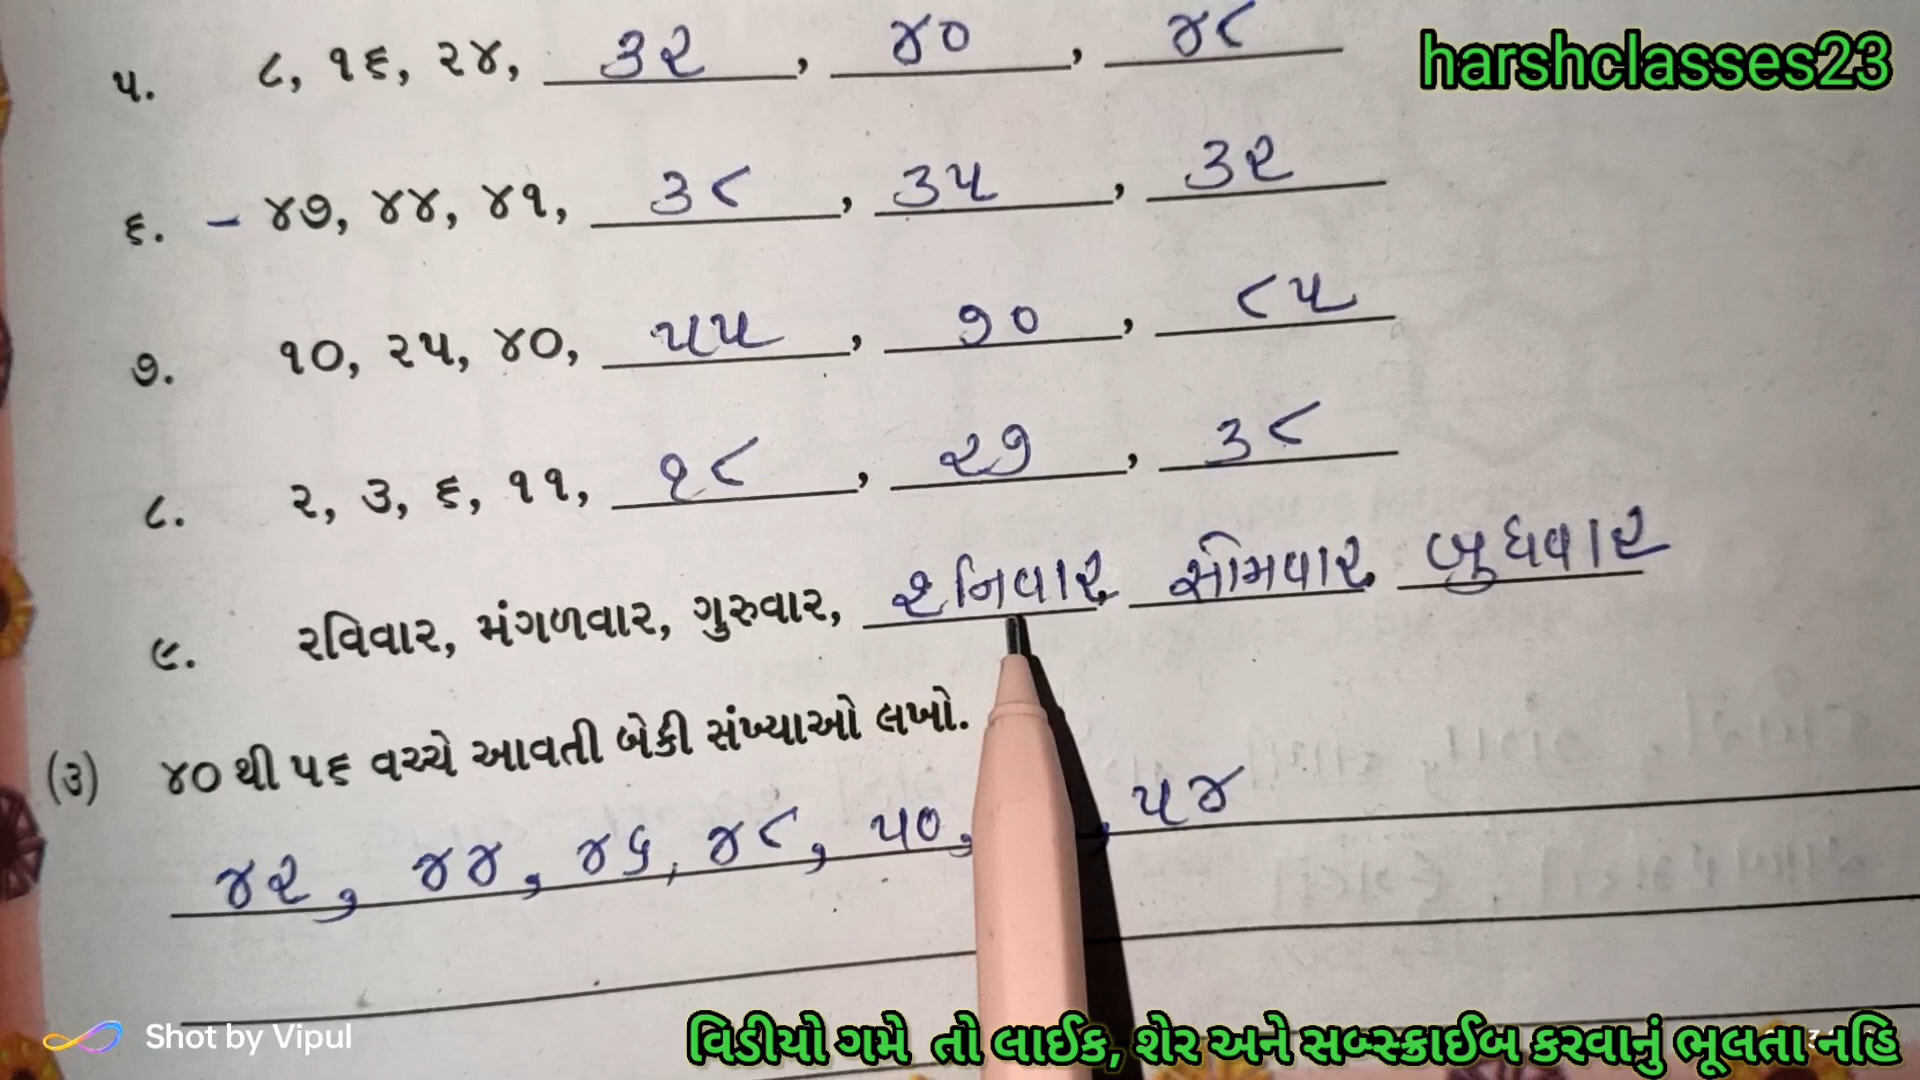 ૫. ૮, ૧૬, ૨૪, ૩૨, ૪૦, ૪૮
harshclasses23
૬. – ૪૭, ૪૪, ૪૧, ૩૮, ૩૫, ૩૨
૭. ૧૦, ૨૫, ૪૦, ૫૫, ૭૦, ૮૫
૮. ૨, ૩, ૬, ૧૧, ૧૮, ૨૭, ૩૮
૯. રવિવાર, મંગળવાર, ગુરુવાર, શનિવાર, સોમવાર, બુધવાર
(૩) ૪૦ થી ૫૬ વચ્ચે આવતી બેકી સંખ્યાઓ લખો.
૪૨, ૪૪, ૪૬, ૪૮, ૫૦, , ૫૪
Shot by Vipul
વિડીયો ગમે તો લાઈક, શેર અને સબ્સ્ક્રાઈબ કરવાનું ભૂલતા નહિ